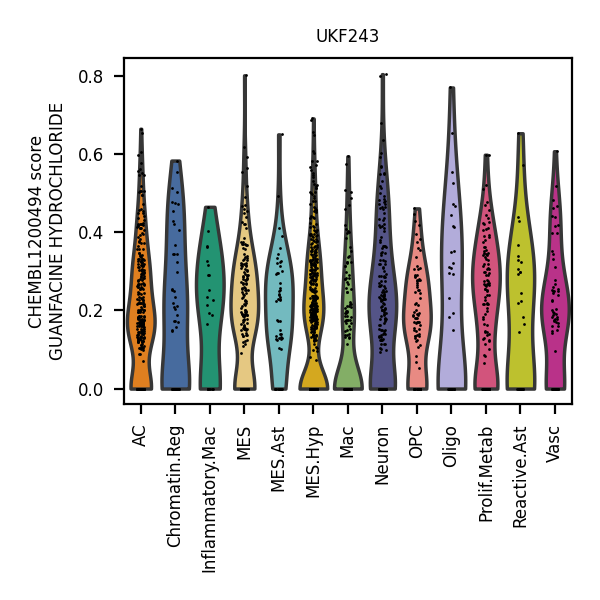 UKF243
CHEMBL1200494 score
GUANFACINE HYDROCHLORIDE
0.8
0.6
0.4
0.2
0.0
AC
Chromatin.Reg
Inflammatory.Mac
MES
MES.Ast
MES.Hyp
Mac
Neuron
OPC
Oligo
Prolif.Metab
Reactive.Ast
Vasc